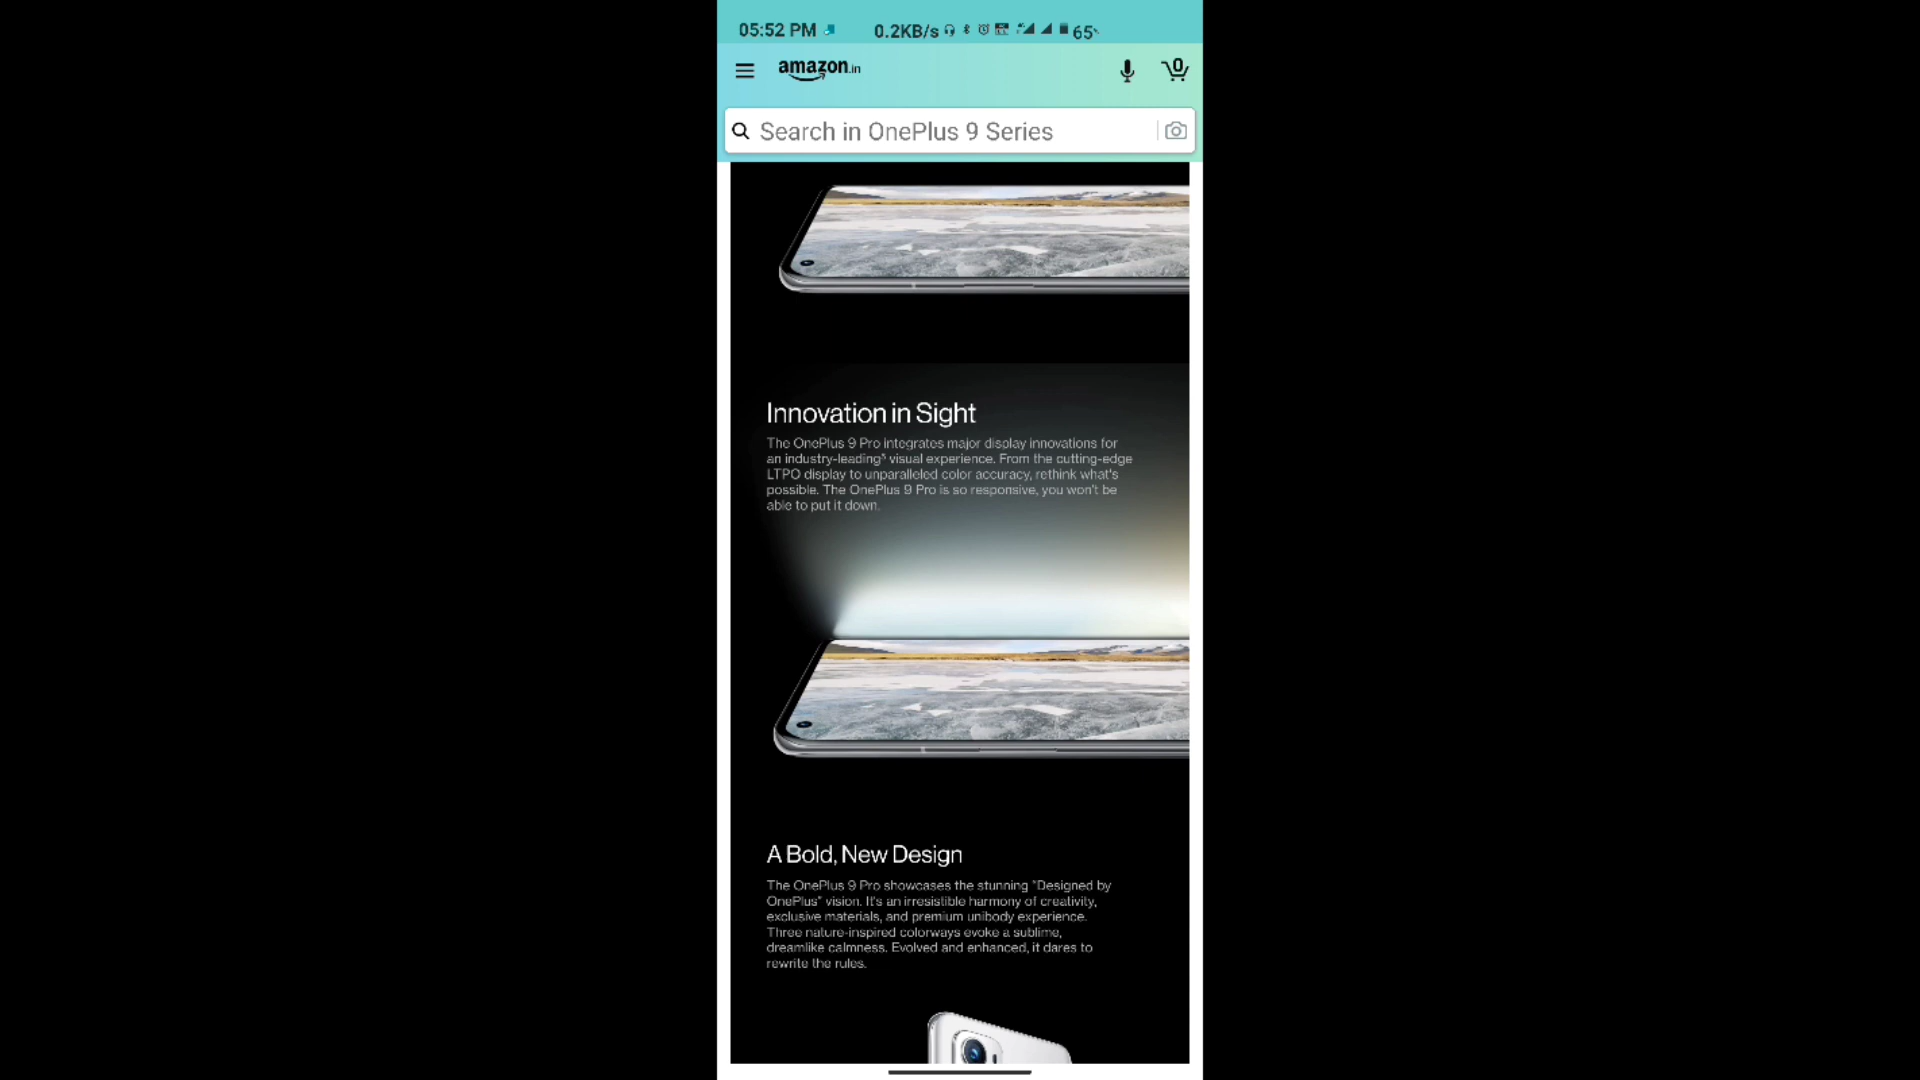 05:52 PM 0.2KB/s 65
amazon.in
0
Search in OnePlus 9 Series
Innovation in Sight
The OnePlus 9 Pro integrates major display innovations for
an industry-leading⁵ visual experience. From the cutting-edge
LTPO display to unparalleled color accuracy, rethink what's
possible. The OnePlus 9 Pro is so responsive, you won't be
able to put it down.
A Bold, New Design
The OnePlus 9 Pro showcases the stunning "Designed by
OnePlus" vision. It's an irresistible harmony of creativity,
exclusive materials, and premium unibody experience.
Three nature-inspired colorways evoke a sublime,
dreamlike calmness. Evolved and enhanced, it dares to
rewrite the rules.